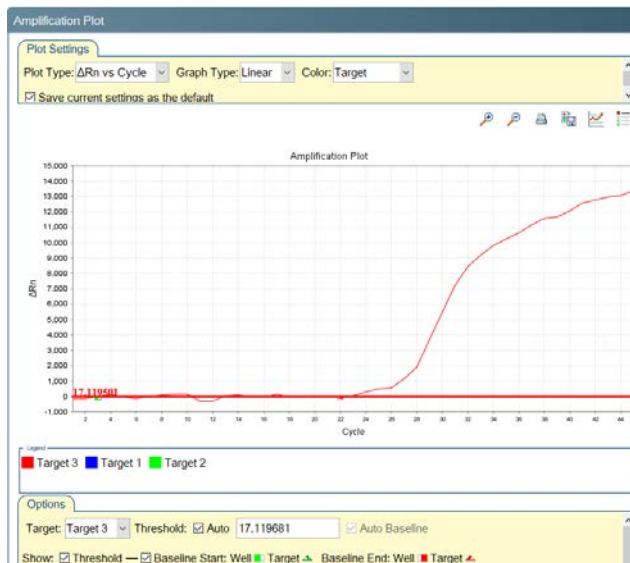 Amplification Plot
Plot Settings
Plot Type: ΔRn vs Cycle Graph Type: Linear Color: Target
Save current settings as the default
Amplification Plot
15,000
14,000
13,000
12,000
11,000
10,000
9,000
8,000
7,000
6,000
5,000
4,000
3,000
2,000
1,000
0
-1,000
ΔRn
17.119681
2 4 6 8 10 12 14 16 18 20 22 24 26 28 30 32 34 36 38 40 42 44
Cycle
Legend
Target 3 Target 1 Target 2
Options
Target: Target 3 Threshold: Auto 17.119681 Auto Baseline
Show: Threshold Baseline Start: Well Target Baseline End: Well Target